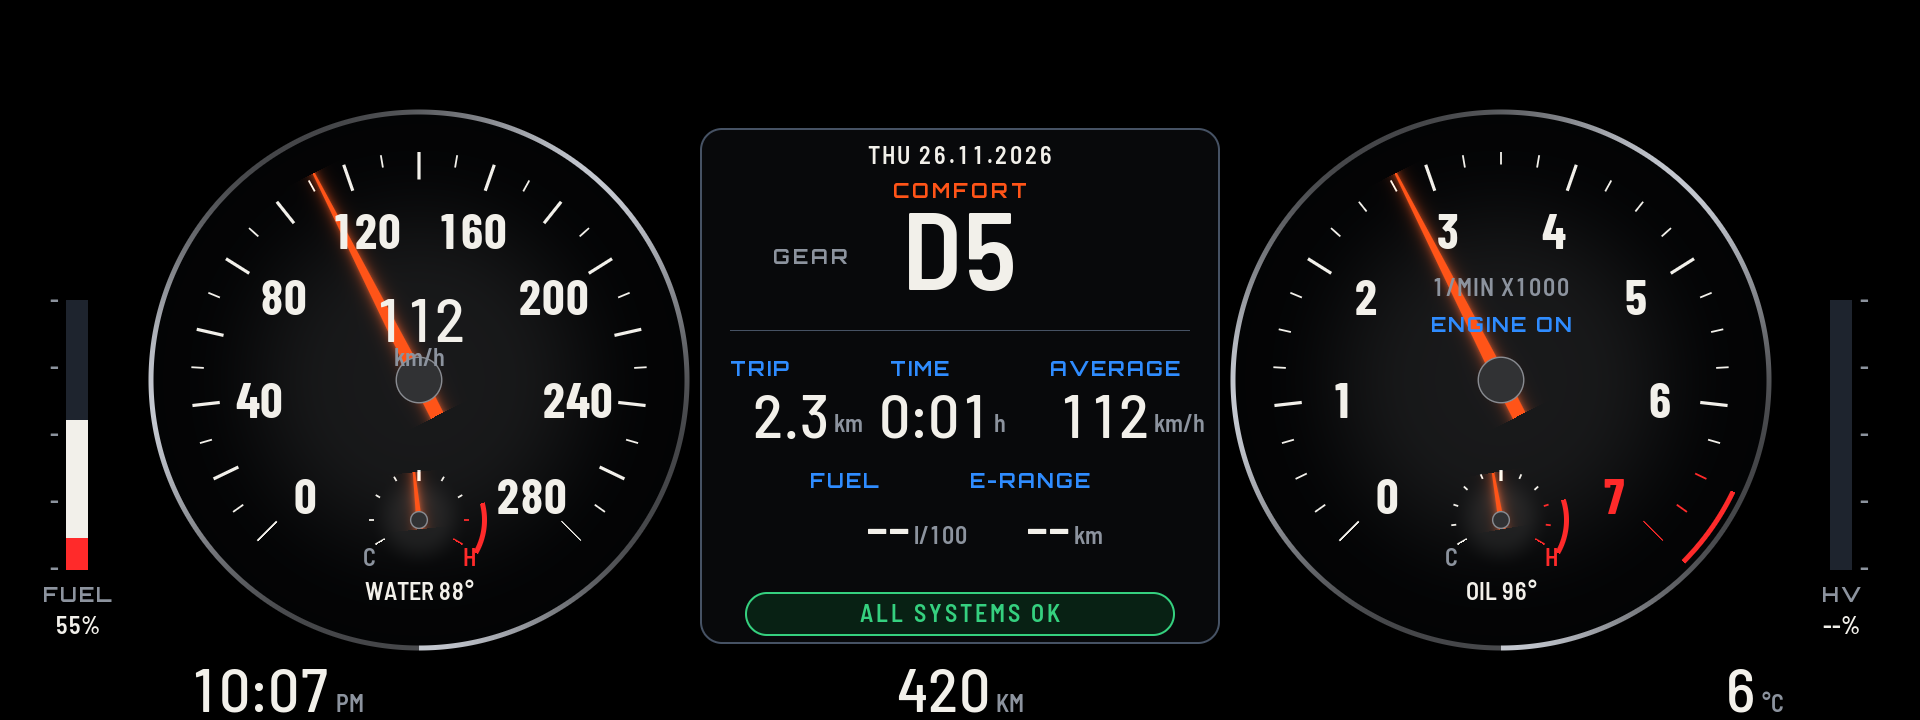 THU 26.11.2026
COMFORT
GEAR D5
0 40 80 120 160 200 240 280
112
km/h
C H
WATER 88°
TRIP TIME AVERAGE
2.3 km 0:01 h 112 km/h
FUEL E-RANGE
-- l/100 -- km
ALL SYSTEMS OK
0 1 2 3 4 5 6 7
1/MIN X1000
ENGINE ON
C H
OIL 96°
FUEL
55%
HV
--%
10:07 PM
420 KM
6 °C